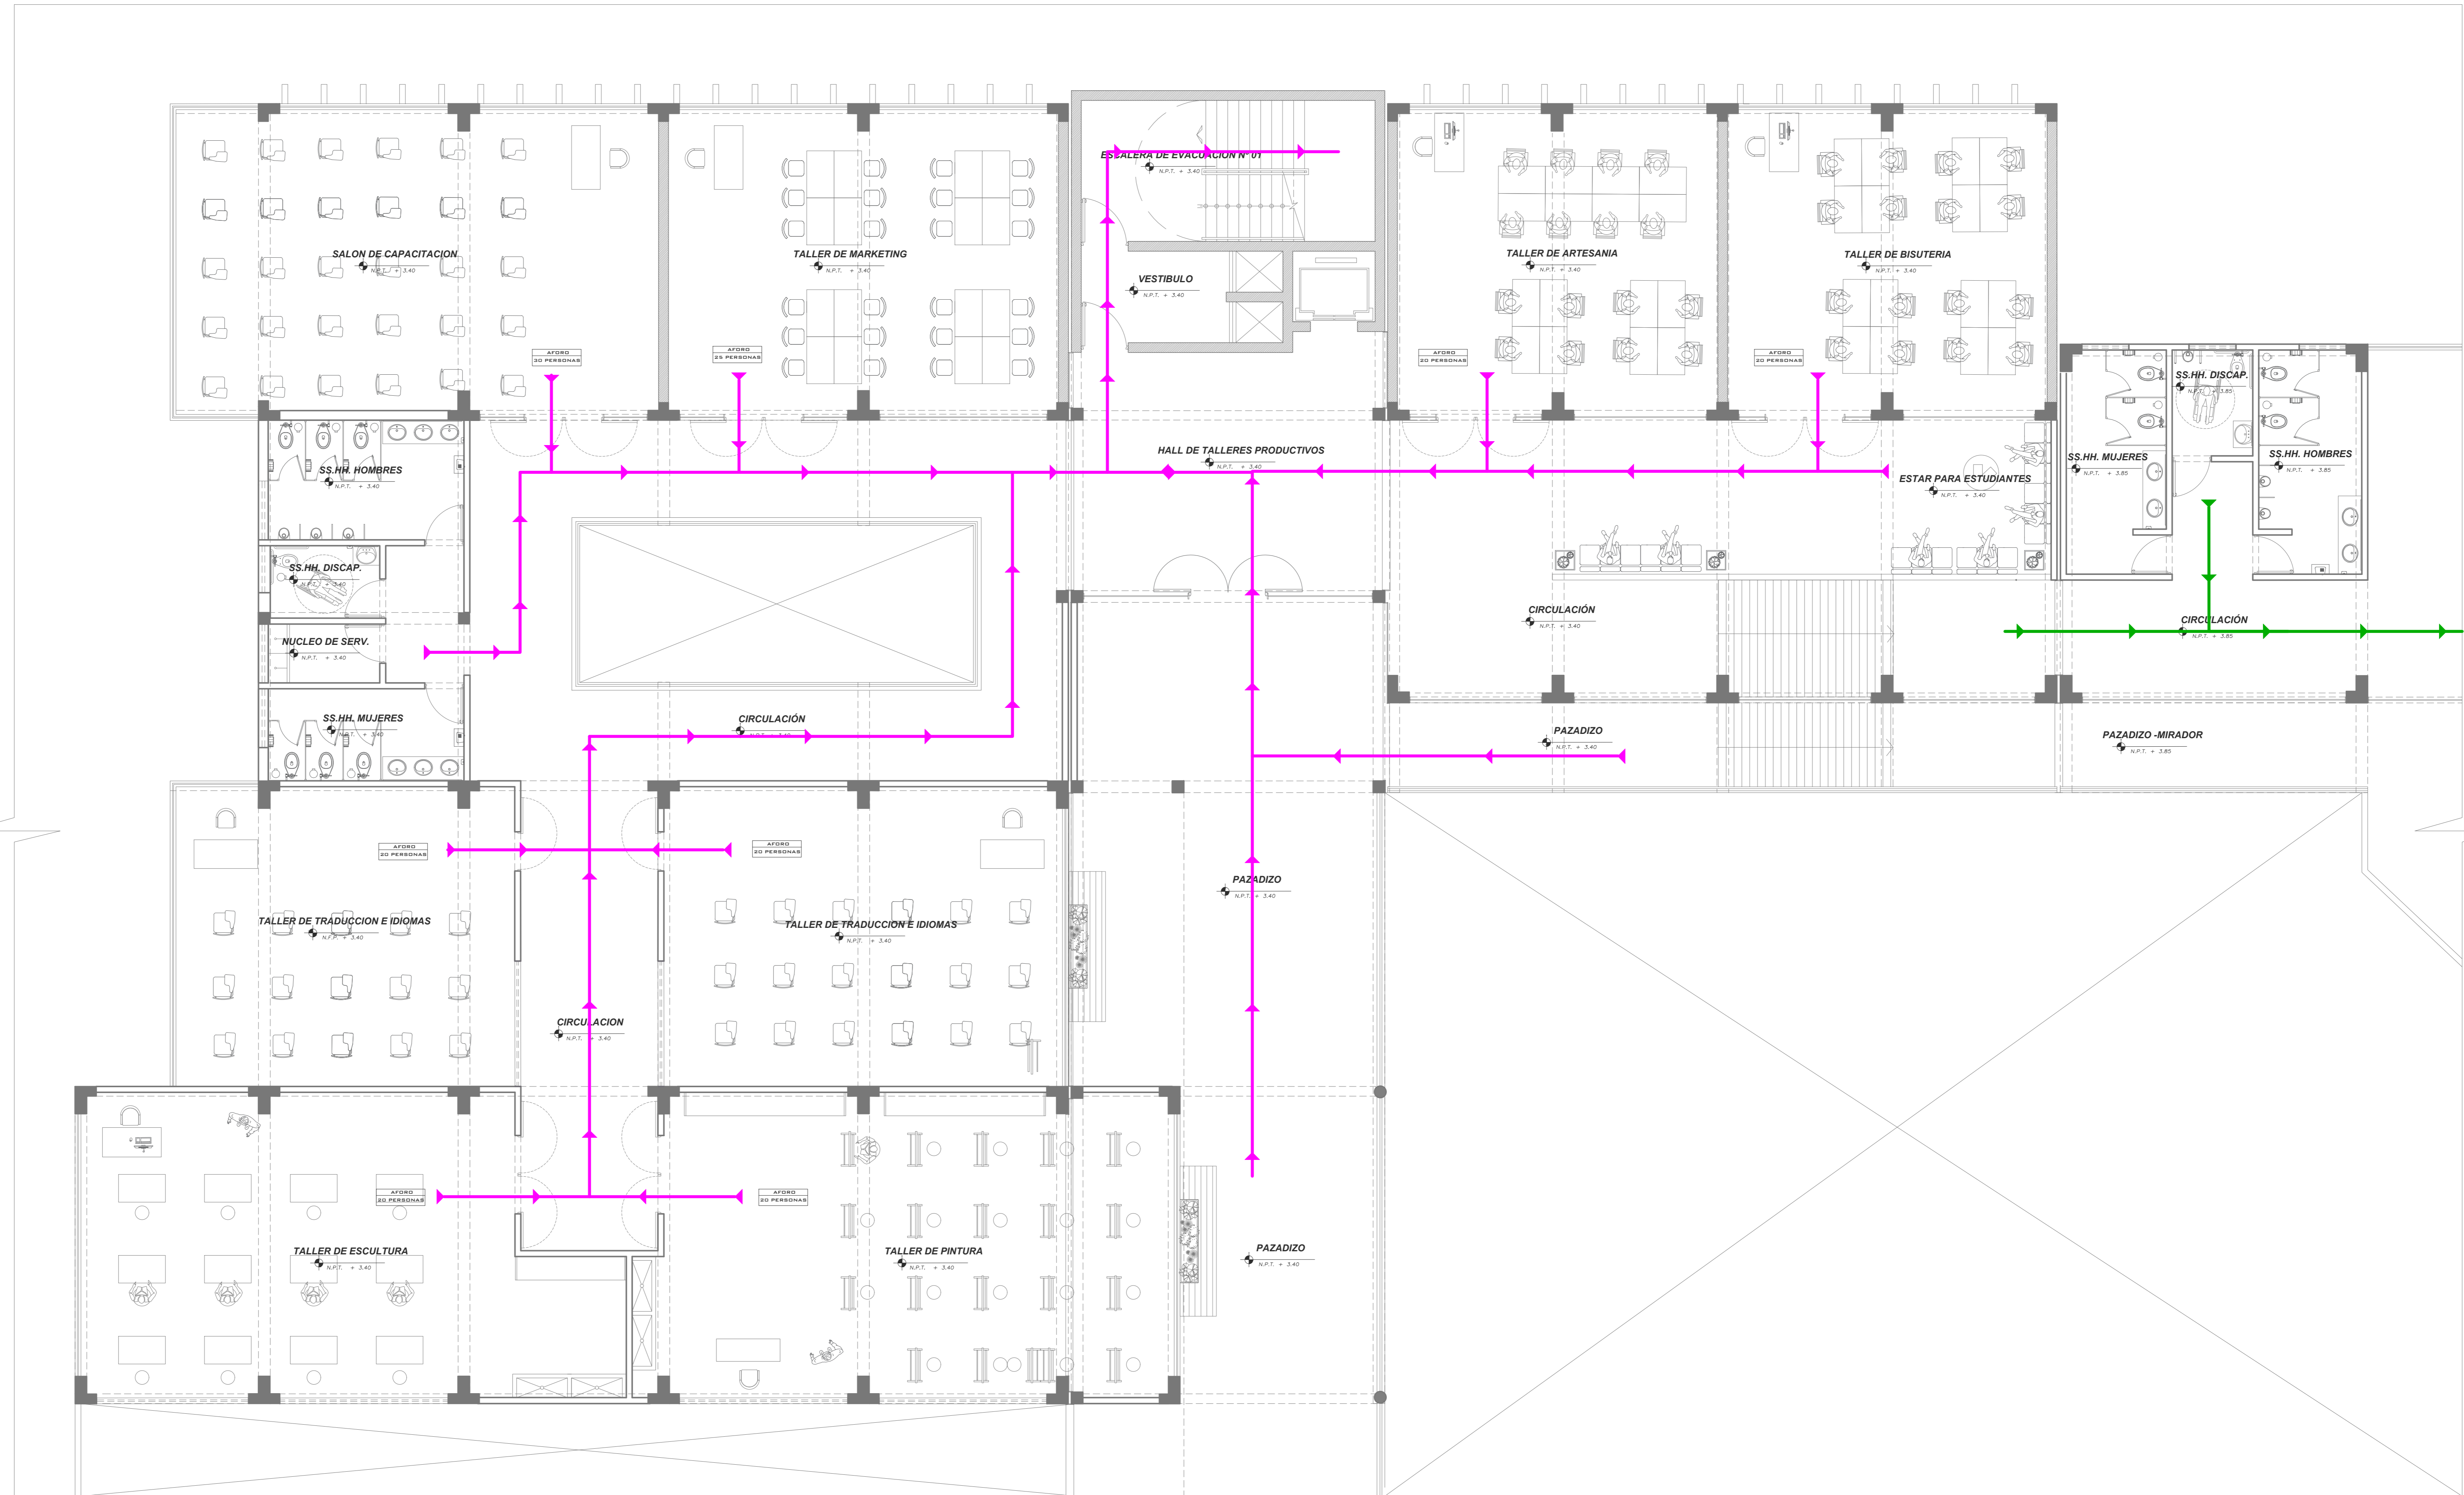 ESCALERA DE EVACUACION Nº 01
N.P.T. + 3.40
SALON DE CAPACITACION
N.P.T. + 3.40
TALLER DE MARKETING
N.P.T. + 3.40
VESTIBULO
N.P.T. + 3.40
TALLER DE ARTESANIA
N.P.T. + 3.40
TALLER DE BISUTERIA
N.P.T. + 3.40
AFORO
30 PERSONAS
AFORO
25 PERSONAS
AFORO
20 PERSONAS
AFORO
20 PERSONAS
SS.HH. DISCAP.
N.P.T. + 3.85
SS.HH. HOMBRES
N.P.T. + 3.40
HALL DE TALLERES PRODUCTIVOS
N.P.T. + 3.40
ESTAR PARA ESTUDIANTES
N.P.T. + 3.40
SS.HH. MUJERES
N.P.T. + 3.85
SS.HH. HOMBRES
N.P.T. + 3.85
SS.HH. DISCAP.
N.P.T. + 3.40
NUCLEO DE SERV.
N.P.T. + 3.40
CIRCULACIÓN
N.P.T. + 3.40
CIRCULACIÓN
N.P.T. + 3.85
SS.HH. MUJERES
N.P.T. + 3.40
CIRCULACIÓN
N.P.T. + 3.40
PAZADIZO
N.P.T. + 3.40
PAZADIZO -MIRADOR
N.P.T. + 3.85
AFORO
20 PERSONAS
AFORO
20 PERSONAS
PAZADIZO
N.P.T. + 3.40
TALLER DE TRADUCCION E IDIOMAS
N.F.P. + 3.40
TALLER DE TRADUCCION E IDIOMAS
N.P.T. + 3.40
CIRCULACION
N.P.T. + 3.40
AFORO
20 PERSONAS
AFORO
20 PERSONAS
TALLER DE ESCULTURA
N.P.T. + 3.40
TALLER DE PINTURA
N.P.T. + 3.40
PAZADIZO
N.P.T. + 3.40